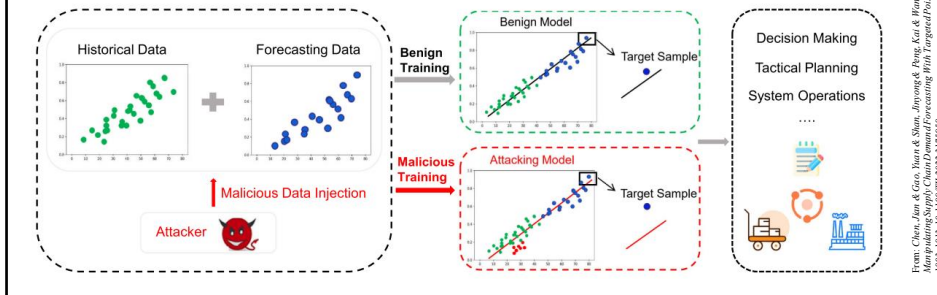 Historical Data
Forecasting Data
Malicious Data Injection
Attacker
Benign
Training
Malicious
Training
Benign Model
Target Sample
Attacking Model
Target Sample
Decision Making
Tactical Planning
System Operations
....
From: Chen, Jian & Gao, Yuan & Shan, Jinyong & Peng, Kai & Wang
Manipulating Supply Chain Demand Forecasting With Targeted Poi